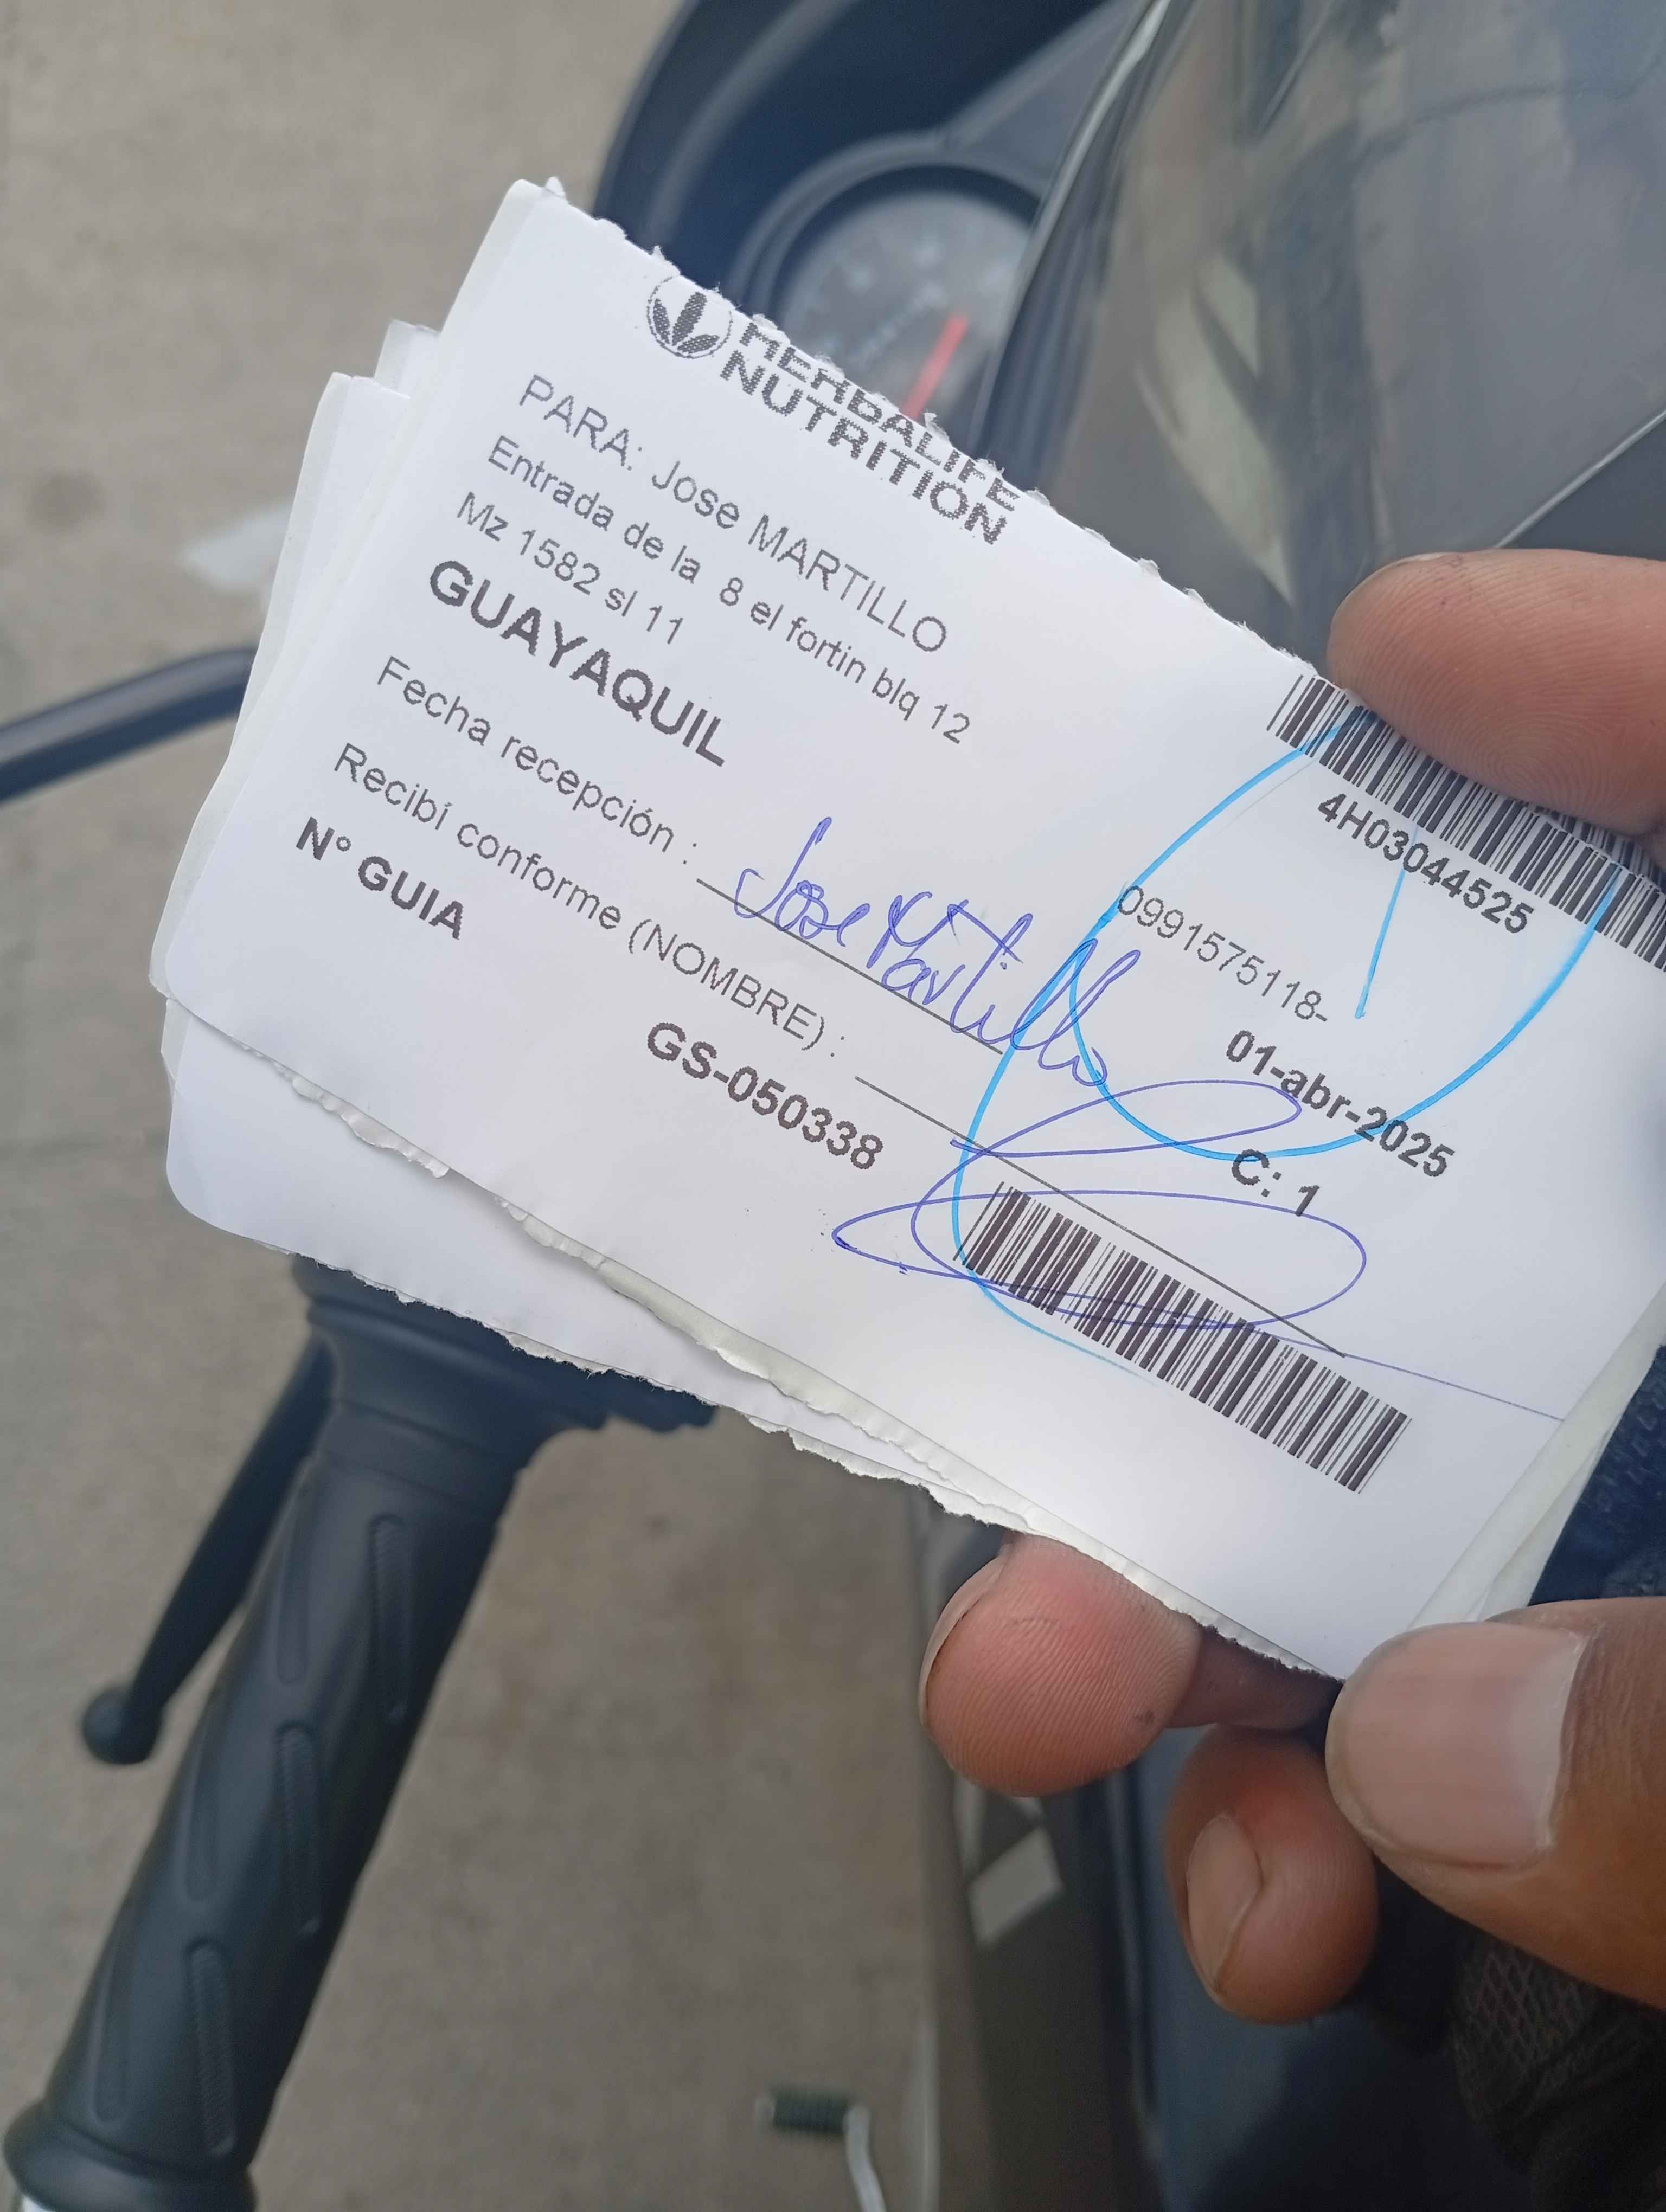 HERBALIFE
NUTRITION
PARA: Jose MARTILLO
Entrada de la 8 el fortin blq 12
Mz 1582 sl 11
GUAYAQUIL
4H03044525
0991575118-
01-abr-2025
C: 1
Fecha recepción : Jose Martillo
Recibí conforme (NOMBRE) :
N° GUIA GS-050338